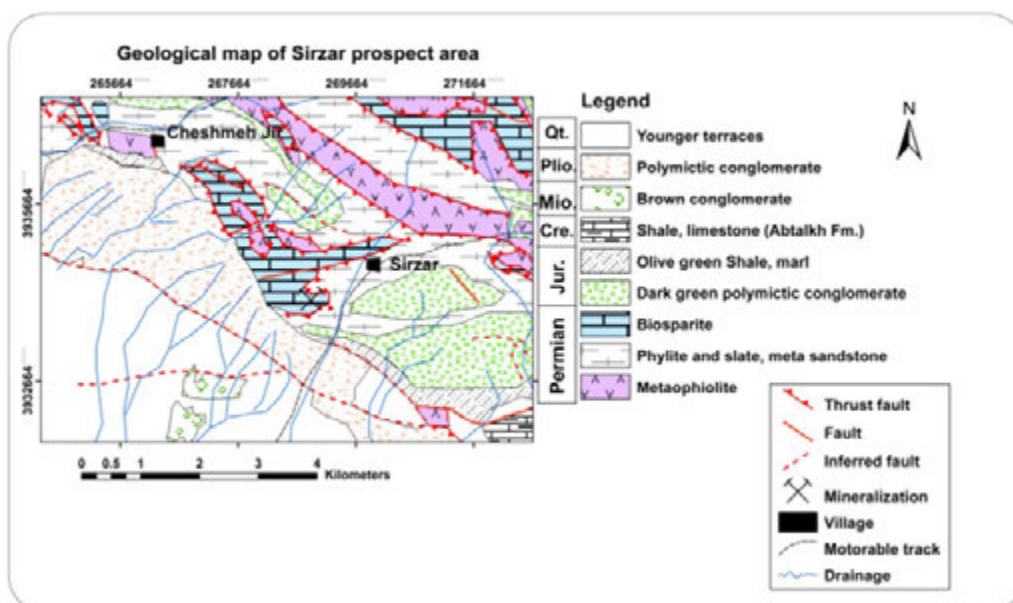 Geological map of Sirzar prospect area
265664
267664
269664
271664
3935664
3932664
Cheshmeh Jir
Sirzar
0 0.5 1 2 3 4
Kilometers
Legend
Qt.
Younger terraces
Plio.
Polymictic conglomerate
Mio.
Brown conglomerate
Cre.
Shale, limestone (Abtalkh Fm.)
Jur.
Olive green Shale, marl
Dark green polymictic conglomerate
Permian
Biosparite
Phylite and slate, meta sandstone
Metaophiolite
N
Thrust fault
Fault
Inferred fault
Mineralization
Village
Motorable track
Drainage